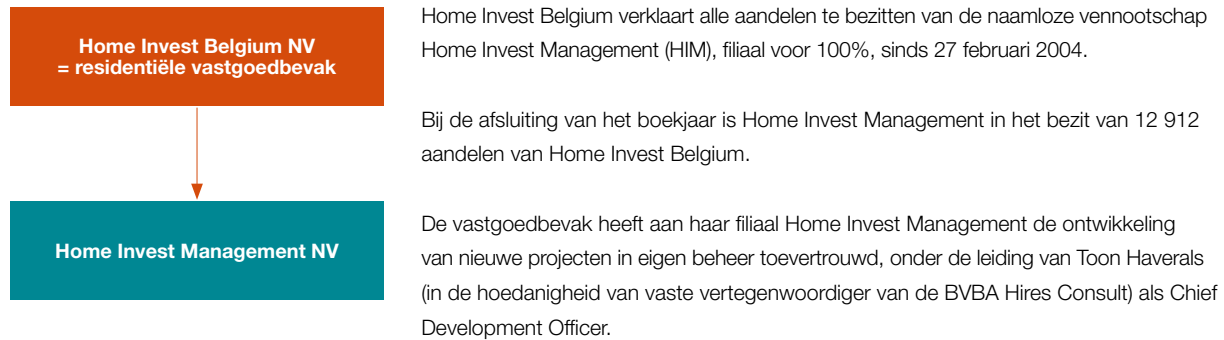 Home Invest Belgium NV
= residentiële vastgoedbevak
Home Invest Management NV
Home Invest Belgium verklaart alle aandelen te bezitten van de naamloze vennootschap
Home Invest Management (HIM), filiaal voor 100%, sinds 27 februari 2004.
Bij de afsluiting van het boekjaar is Home Invest Management in het bezit van 12 912
aandelen van Home Invest Belgium.
De vastgoedbevak heeft aan haar filiaal Home Invest Management de ontwikkeling
van nieuwe projecten in eigen beheer toevertrouwd, onder de leiding van Toon Haverals
(in de hoedanigheid van vaste vertegenwoordiger van de BVBA Hires Consult) als Chief
Development Officer.